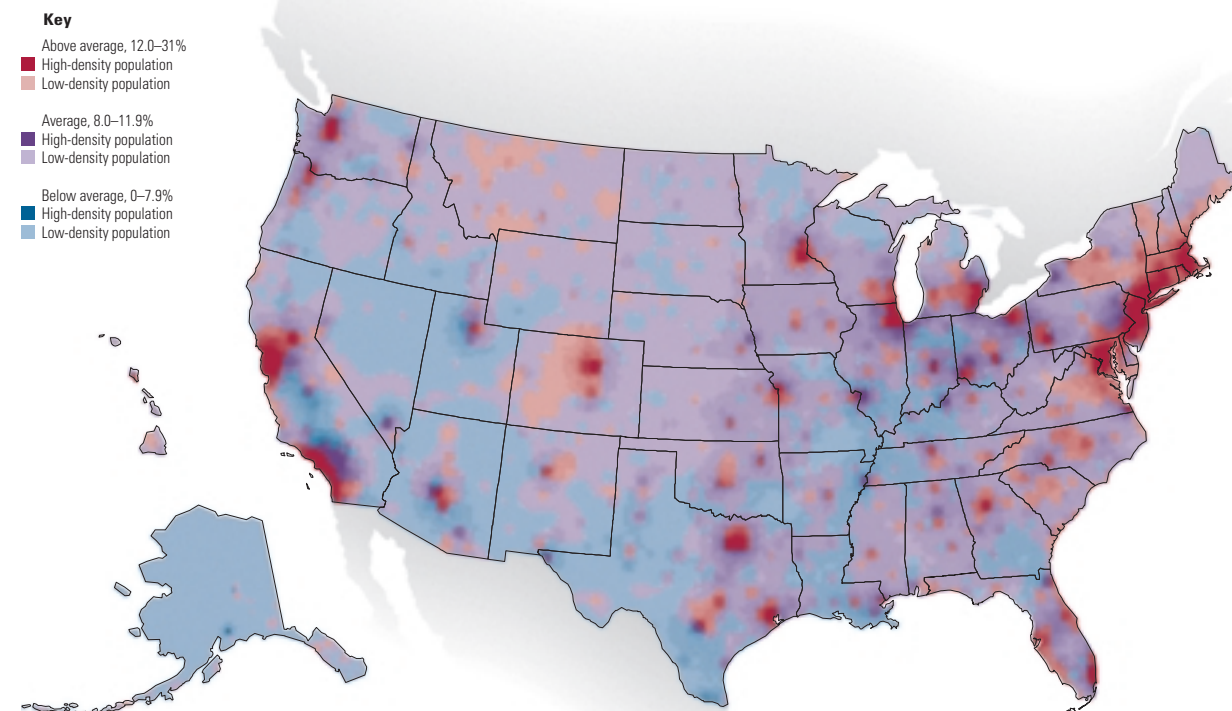 Key
Above average, 12.0–31%
High-density population
Low-density population
Average, 8.0–11.9%
High-density population
Low-density population
Below average, 0–7.9%
High-density population
Low-density population